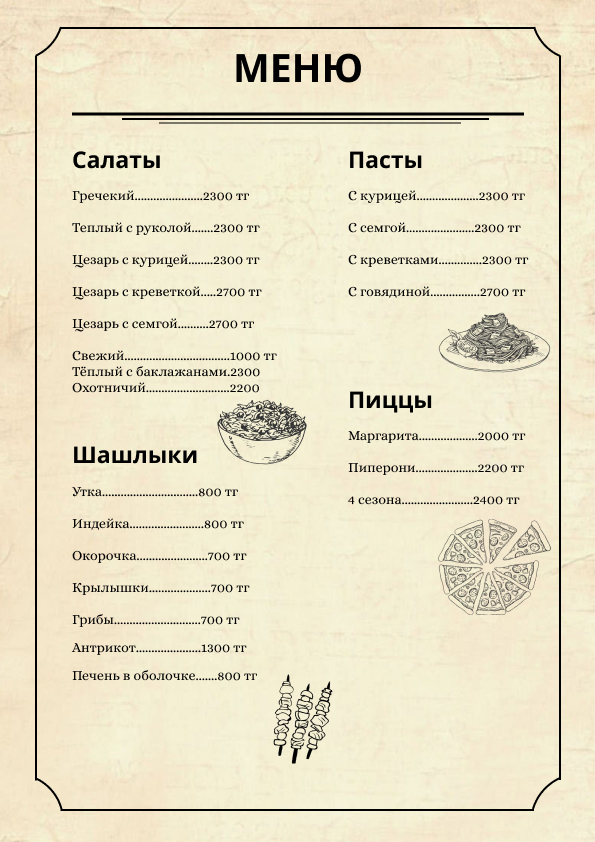 МЕНЮ
Салаты
Гречекий......................2300 тг
Теплый с руколой.......2300 тг
Цезарь с курицей........2300 тг
Цезарь с креветкой.....2700 тг
Цезарь с семгой..........2700 тг
Свежий..................................1000 тг
Тёплый с баклажанами.2300
Охотничий...........................2200
Шашлыки
Утка...............................800 тг
Индейка........................800 тг
Окорочка.......................700 тг
Крылышки....................700 тг
Грибы............................700 тг
Антрикот.....................1300 тг
Печень в оболочке.......800 тг
Пасты
С курицей....................2300 тг
С семгой......................2300 тг
С креветками..............2300 тг
С говядиной................2700 тг
Пиццы
Маргарита...................2000 тг
Пиперони.....................2200 тг
4 сезона.......................2400 тг